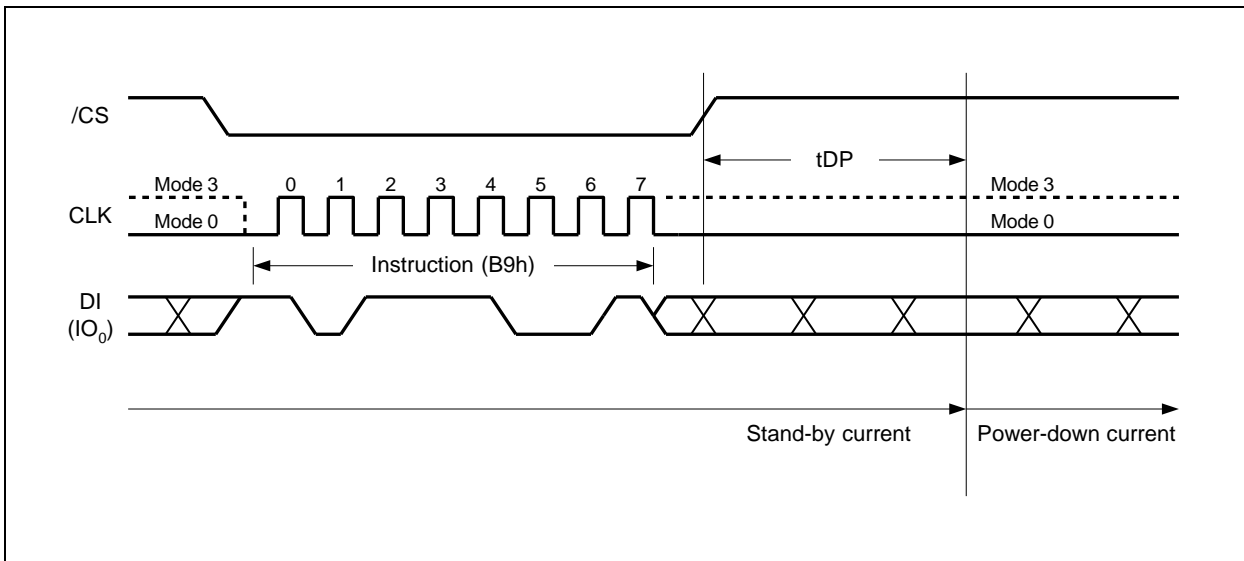 /CS
tDP
Mode 3 0 1 2 3 4 5 6 7 Mode 3
CLK
Mode 0 Mode 0
Instruction (B9h)
DI
(IO₀)
Stand-by current Power-down current